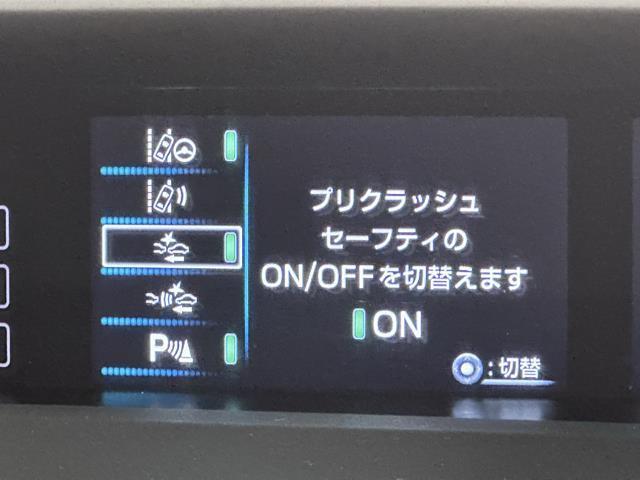 プリクラッシュ
セーフティの
ON/OFFを切替えます
ON
:切替
P